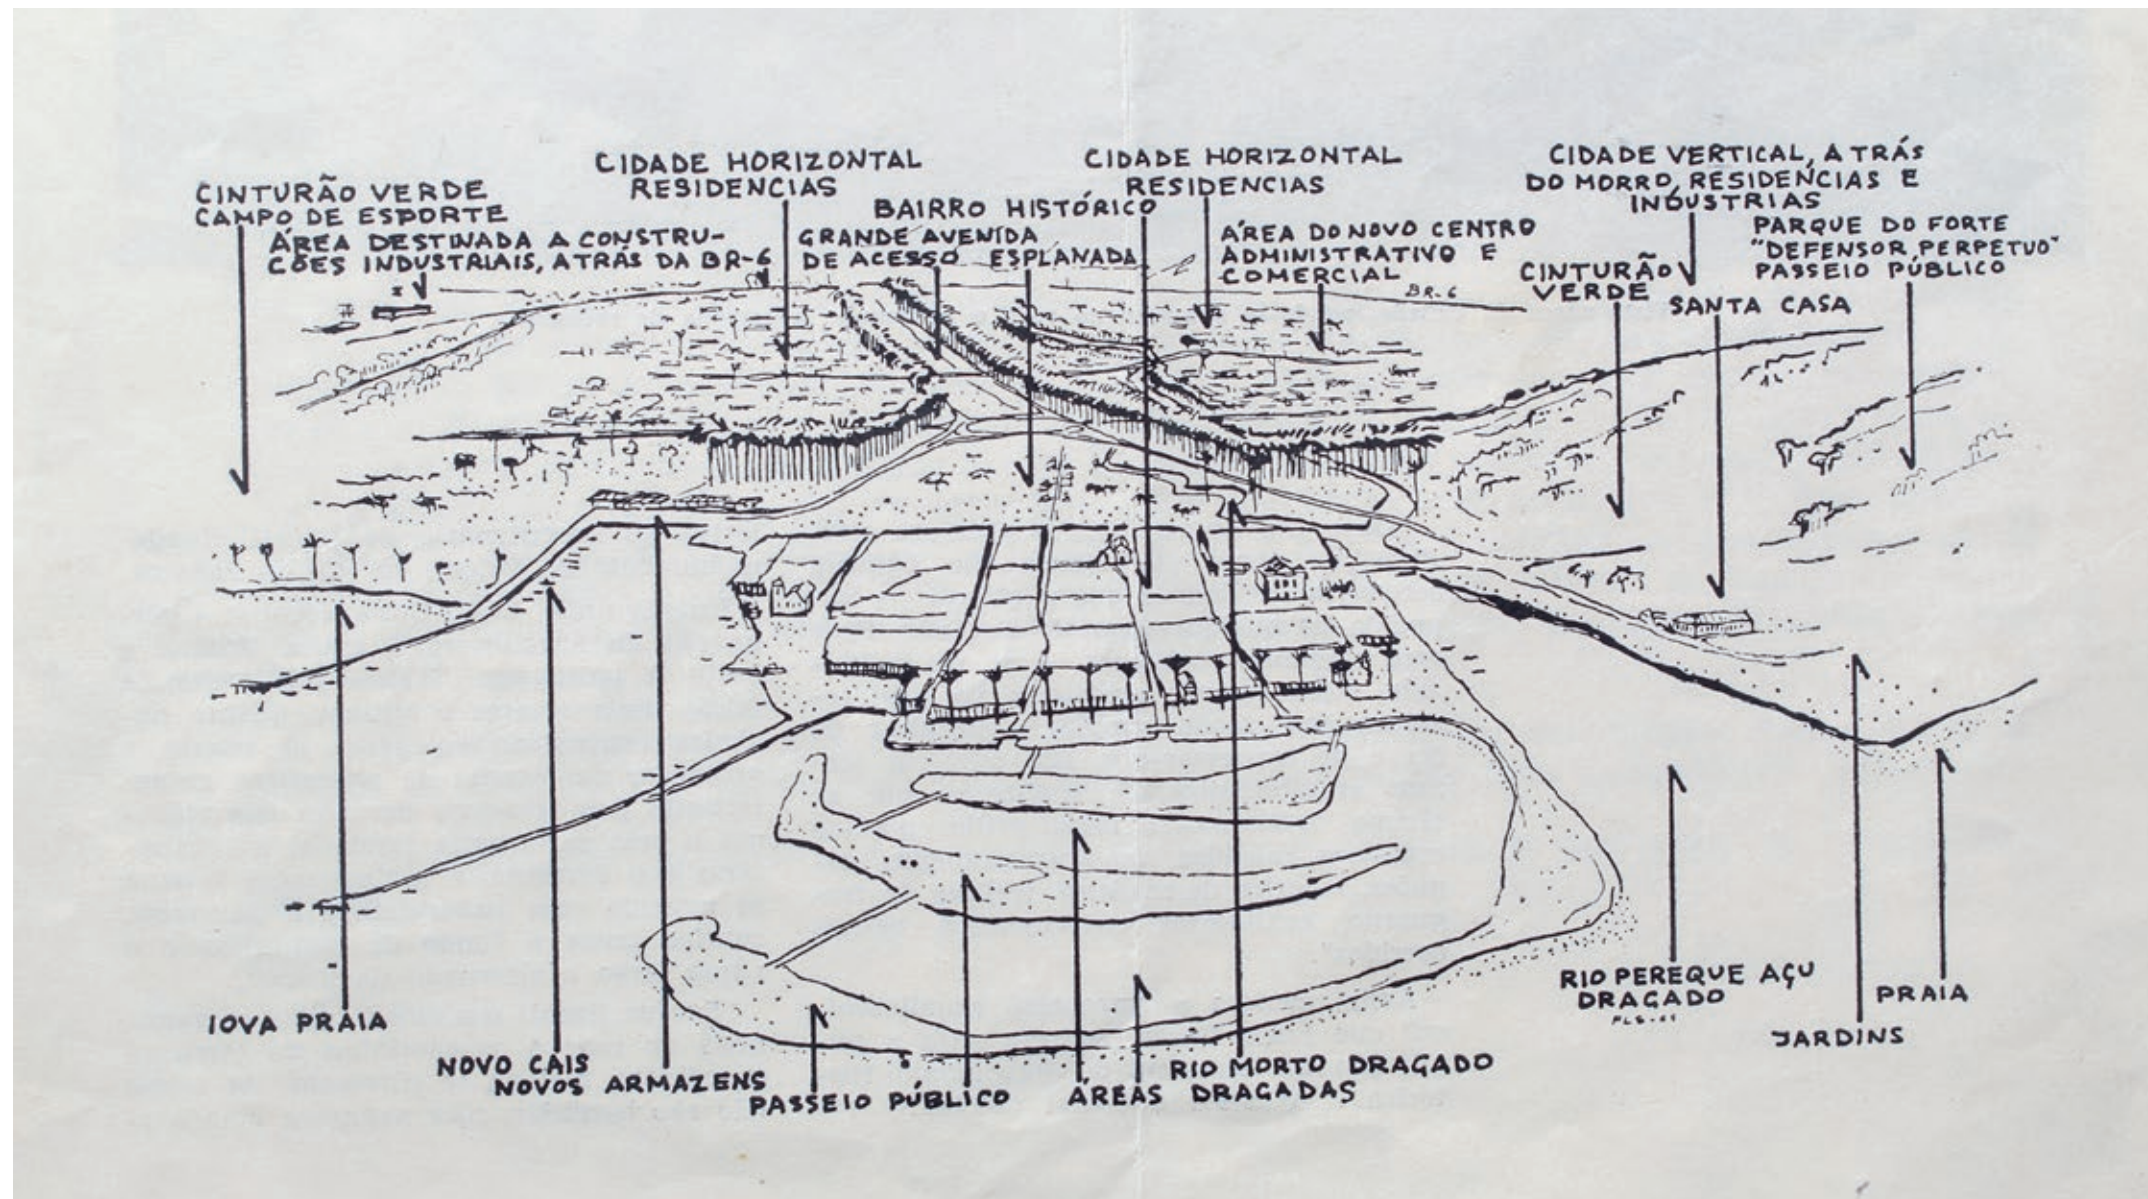 CINTURÃO VERDE
CAMPO DE ESPORTE
ÁREA DESTINADA A CONSTRU-
CÕES INDUSTRIAIS, ATRÁS DA BR-6
CIDADE HORIZONTAL
RESIDENCIAS
BAIRRO HISTÓRICO
GRANDE AVENIDA
DE ACESSO
ESPLANADA
CIDADE HORIZONTAL
RESIDENCIAS
ÁREA DO NOVO CENTRO
ADMINISTRATIVO E
COMERCIAL
BR-6
CIDADE VERTICAL, ATRÁS
DO MORRO, RESIDENCIAS E
INDÚSTRIAS
PARQUE DO FORTE
"DEFENSOR PERPETUO"
PASSEIO PÚBLICO
CINTURÃO
VERDE
SANTA CASA
IOVA PRAIA
NOVO CAIS
NOVOS ARMAZENS
PASSEIO PÚBLICO
ÁREAS DRAGADAS
RIO MORTO DRAGADO
RIO PEREQUE AÇU
DRAGADO
JARDINS
PRAIA